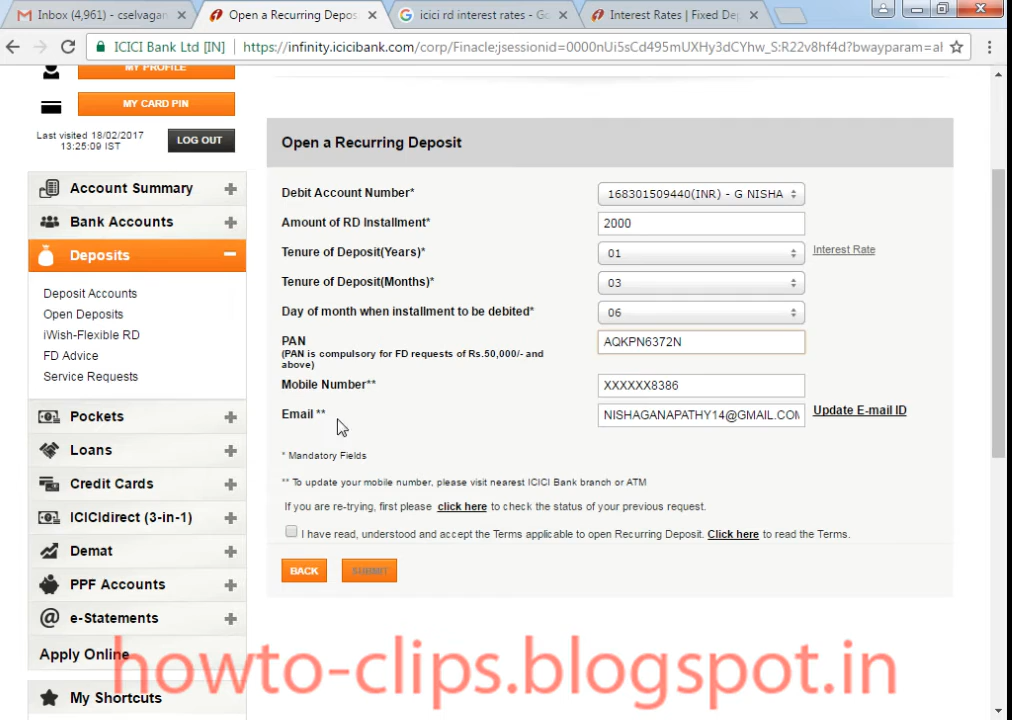 Inbox (4,961) - cselvagan
Open a Recurring Depos
icici rd interest rates - Go
Interest Rates | Fixed Dep
ICICI Bank Ltd [IN] https://infinity.icicibank.com/corp/Finacle;jsessionid=0000nUi5sCd495mUXHy3dCYhw_S:R22v8hf4d?bwayparam=al
MY PROFILE
MY CARD PIN
Last visited 18/02/2017
13:25:09 IST
LOG OUT
Account Summary
Bank Accounts
Deposits
Deposit Accounts
Open Deposits
iWish-Flexible RD
FD Advice
Service Requests
Pockets
Loans
Credit Cards
ICICIdirect (3-in-1)
Demat
PPF Accounts
e-Statements
Apply Online
My Shortcuts
Open a Recurring Deposit
Debit Account Number* 168301509440(INR) - G NISHA
Amount of RD Installment* 2000
Tenure of Deposit(Years)* 01 Interest Rate
Tenure of Deposit(Months)* 03
Day of month when installment to be debited* 06
PAN AQKPN6372N
(PAN is compulsory for FD requests of Rs.50,000/- and
above)
Mobile Number** XXXXXX8386
Email ** NISHAGANAPATHY14@GMAIL.COM Update E-mail ID
* Mandatory Fields
** To update your mobile number, please visit nearest ICICI Bank branch or ATM
If you are re-trying, first please click here to check the status of your previous request.
I have read, understood and accept the Terms applicable to open Recurring Deposit. Click here to read the Terms.
BACK SUBMIT
howto-clips.blogspot.in